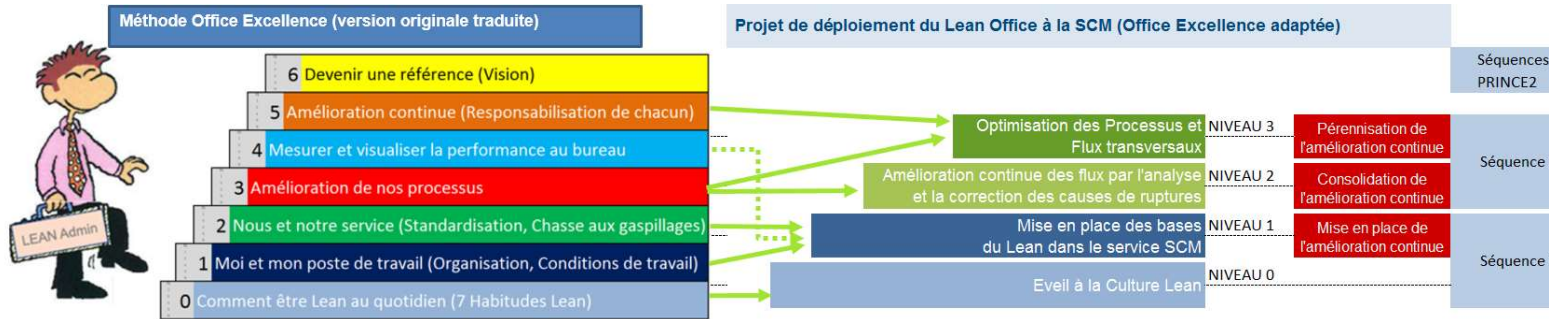 Méthode Office Excellence (version originale traduite)
Projet de déploiement du Lean Office à la SCM (Office Excellence adaptée)
Séquences
PRINCE2
6 Devenir une référence (Vision)
5 Amélioration continue (Responsabilisation de chacun)
4 Mesurer et visualiser la performance au bureau
3 Amélioration de nos processus
2 Nous et notre service (Standardisation, Chasse aux gaspillages)
1 Moi et mon poste de travail (Organisation, Conditions de travail)
0 Comment être Lean au quotidien (7 Habitudes Lean)
LEAN Admin
Optimisation des Processus et
Flux transversaux
NIVEAU 3
Pérennisation de
l'amélioration continue
Amélioration continue des flux par l'analyse
et la correction des causes de ruptures
NIVEAU 2
Consolidation de
l'amélioration continue
Séquence
Mise en place des bases
du Lean dans le service SCM
NIVEAU 1
Mise en place de
l'amélioration continue
Eveil à la Culture Lean
NIVEAU 0
Séquence